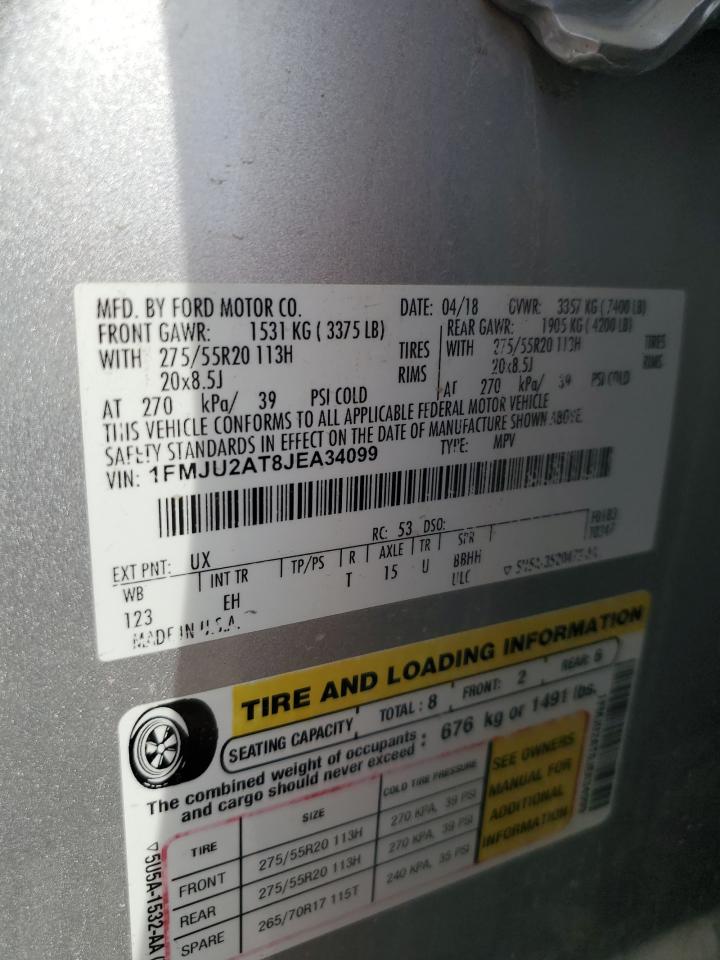 MFD. BY FORD MOTOR CO. DATE: 04/18 GVWR: 3357 KG ( 7400 LB)
FRONT GAWR: 1531 KG ( 3375 LB) REAR GAWR: 1905 KG (4200 LB)
WITH 275/55R20 113H TIRES WITH 275/55R20 113H TIRES
20x8.5J RIMS 20x8.5J RIMS
AT 270 kPa/ 39 PSI COLD AT 270 kPa/ 39 PSI COLD
THIS VEHICLE CONFORMS TO ALL APPLICABLE FEDERAL MOTOR VEHICLE
SAFETY STANDARDS IN EFFECT ON THE DATE OF MANUFACTURE SHOWN ABOVE.
VIN: 1FMJU2AT8JEA34099 TYPE: MPV
EXT PNT: UX RC: 53 DSO:
WB INT TR TP/PS R AXLE TR SPR
123 EH T 15 U BBHH
MADE IN U.S.A. ULC
TIRE AND LOADING INFORMATION
SEATING CAPACITY TOTAL : 8 FRONT: 2 REAR: 6
The combined weight of occupants
and cargo should never exceed : 676 kg or 1491 lbs.
TIRE SIZE COLD TIRE PRESSURE
FRONT 275/55R20 113H 270 KPA, 39 PSI
REAR 275/55R20 113H 270 KPA, 39 PSI
SPARE 265/70R17 115T 240 KPA, 35 PSI
SEE OWNERS
MANUAL FOR
ADDITIONAL
INFORMATION
5U5A-1532-AA